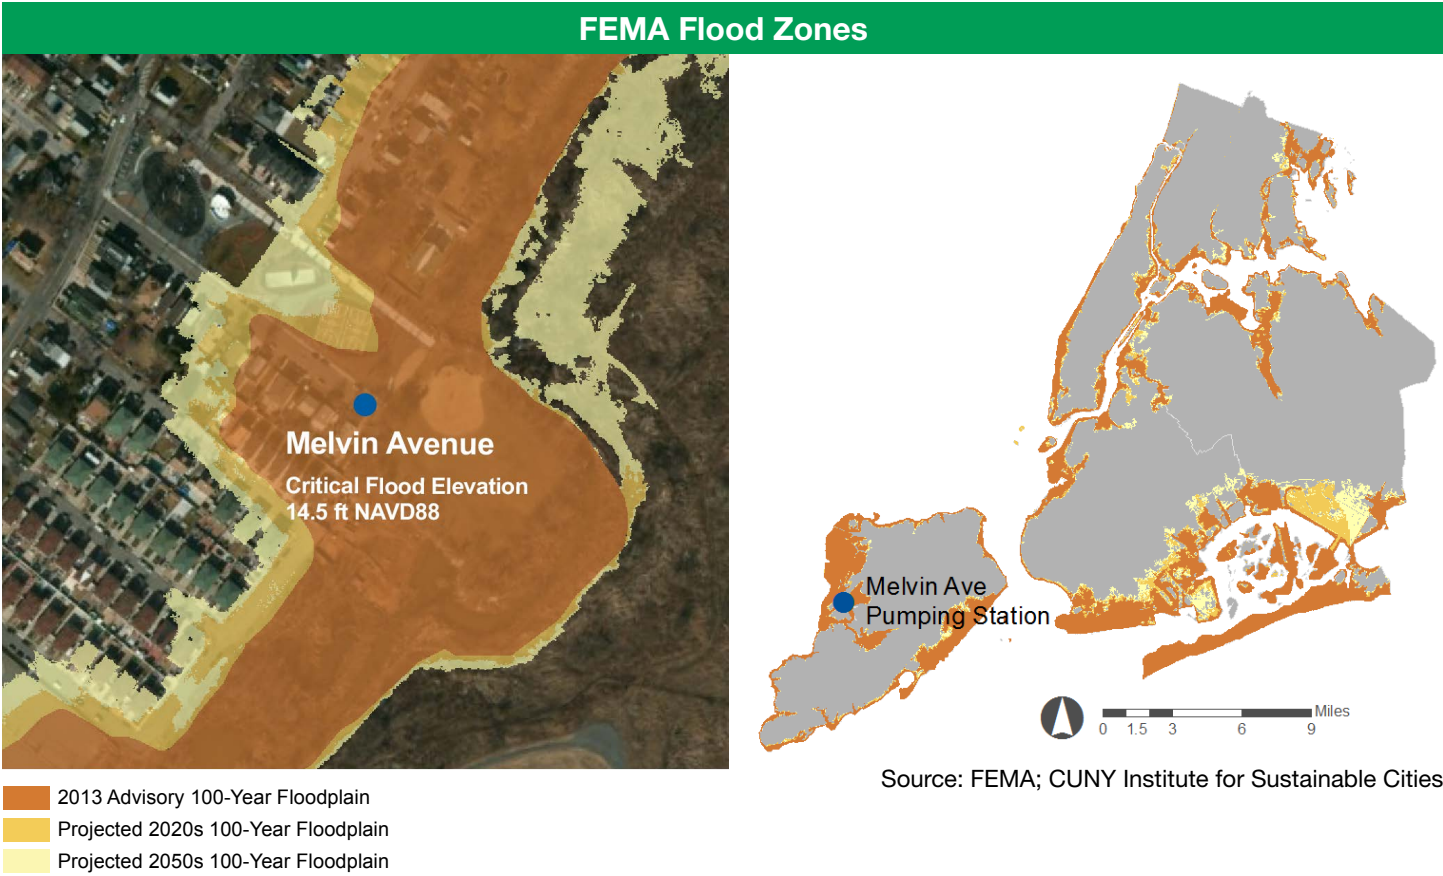 FEMA Flood Zones
Melvin Avenue
Critical Flood Elevation
14.5 ft NAVD88
Melvin Ave
Pumping Station
Miles
0 1.5 3 6 9
Source: FEMA; CUNY Institute for Sustainable Cities
2013 Advisory 100-Year Floodplain
Projected 2020s 100-Year Floodplain
Projected 2050s 100-Year Floodplain